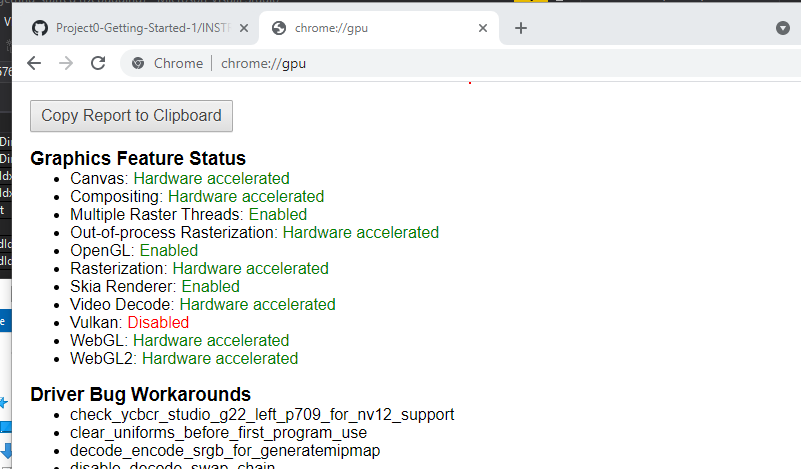 Project0-Getting-Started-1/INSTR
chrome://gpu
Chrome | chrome://gpu
Copy Report to Clipboard
Graphics Feature Status
Canvas: Hardware accelerated
Compositing: Hardware accelerated
Multiple Raster Threads: Enabled
Out-of-process Rasterization: Hardware accelerated
OpenGL: Enabled
Rasterization: Hardware accelerated
Skia Renderer: Enabled
Video Decode: Hardware accelerated
Vulkan: Disabled
WebGL: Hardware accelerated
WebGL2: Hardware accelerated
Driver Bug Workarounds
check_ycbcr_studio_g22_left_p709_for_nv12_support
clear_uniforms_before_first_program_use
decode_encode_srgb_for_generatemipmap
disable_decode_swap_chain